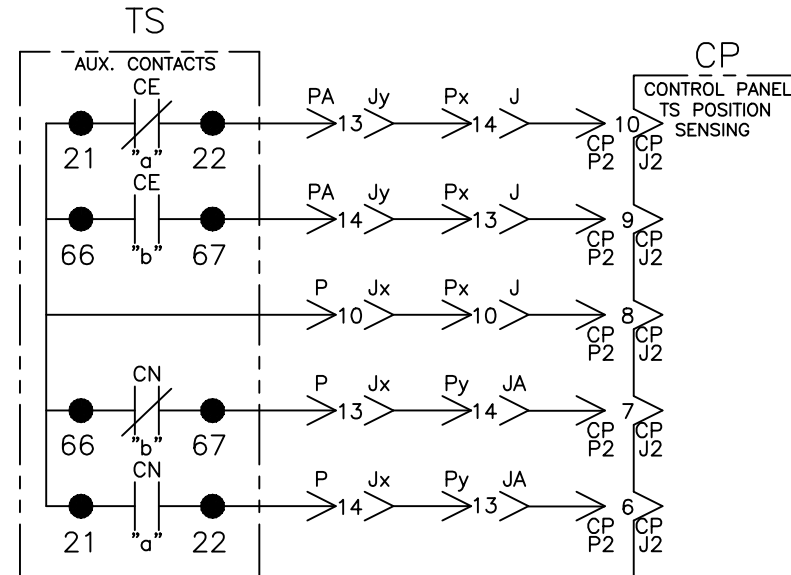 TS
AUX. CONTACTS
CP
CONTROL PANEL
TS POSITION
SENSING
CE
21 "a" 22
PA 13 Jy Px 14 J
CP P2 10 CP J2
CE
66 "b" 67
PA 14 Jy Px 13 J
CP P2 9 CP J2
P 10 Jx Px 10 J
CP P2 8 CP J2
CN
66 "b" 67
P 13 Jx Py 14 JA
CP P2 7 CP J2
CN
21 "a" 22
P 14 Jx Py 13 JA
CP P2 6 CP J2